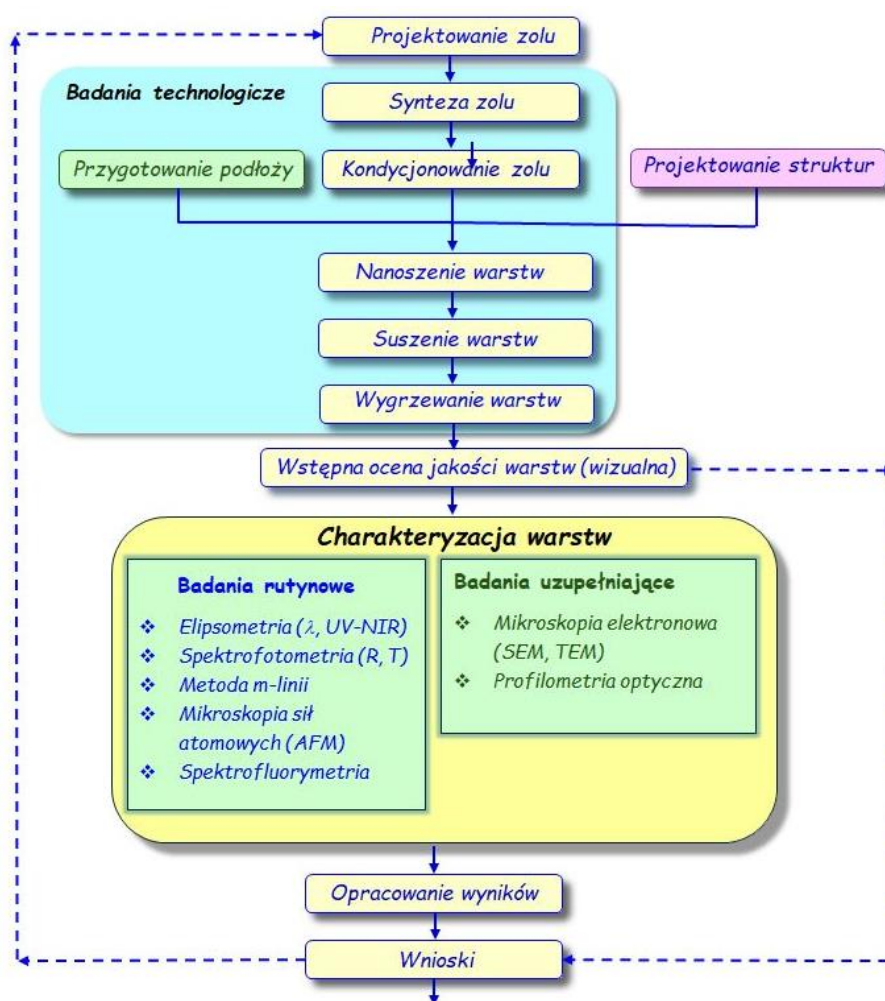 Projektowanie zolu
Badania technologicze
Synteza zolu
Przygotowanie podłoży
Kondycjonowanie zolu
Projektowanie struktur
Nanoszenie warstw
Suszenie warstw
Wygrzewanie warstw
Wstępna ocena jakości warstw (wizualna)
Charakteryzacja warstw
Badania rutynowe
❖ Elipsometria (λ, UV-NIR)
❖ Spektrofotometria (R, T)
❖ Metoda m-linii
❖ Mikroskopia sił
atomowych (AFM)
❖ Spektrofluorymetria
Badania uzupełniające
❖ Mikroskopia elektronowa
(SEM, TEM)
❖ Profilometria optyczna
Opracowanie wyników
Wnioski